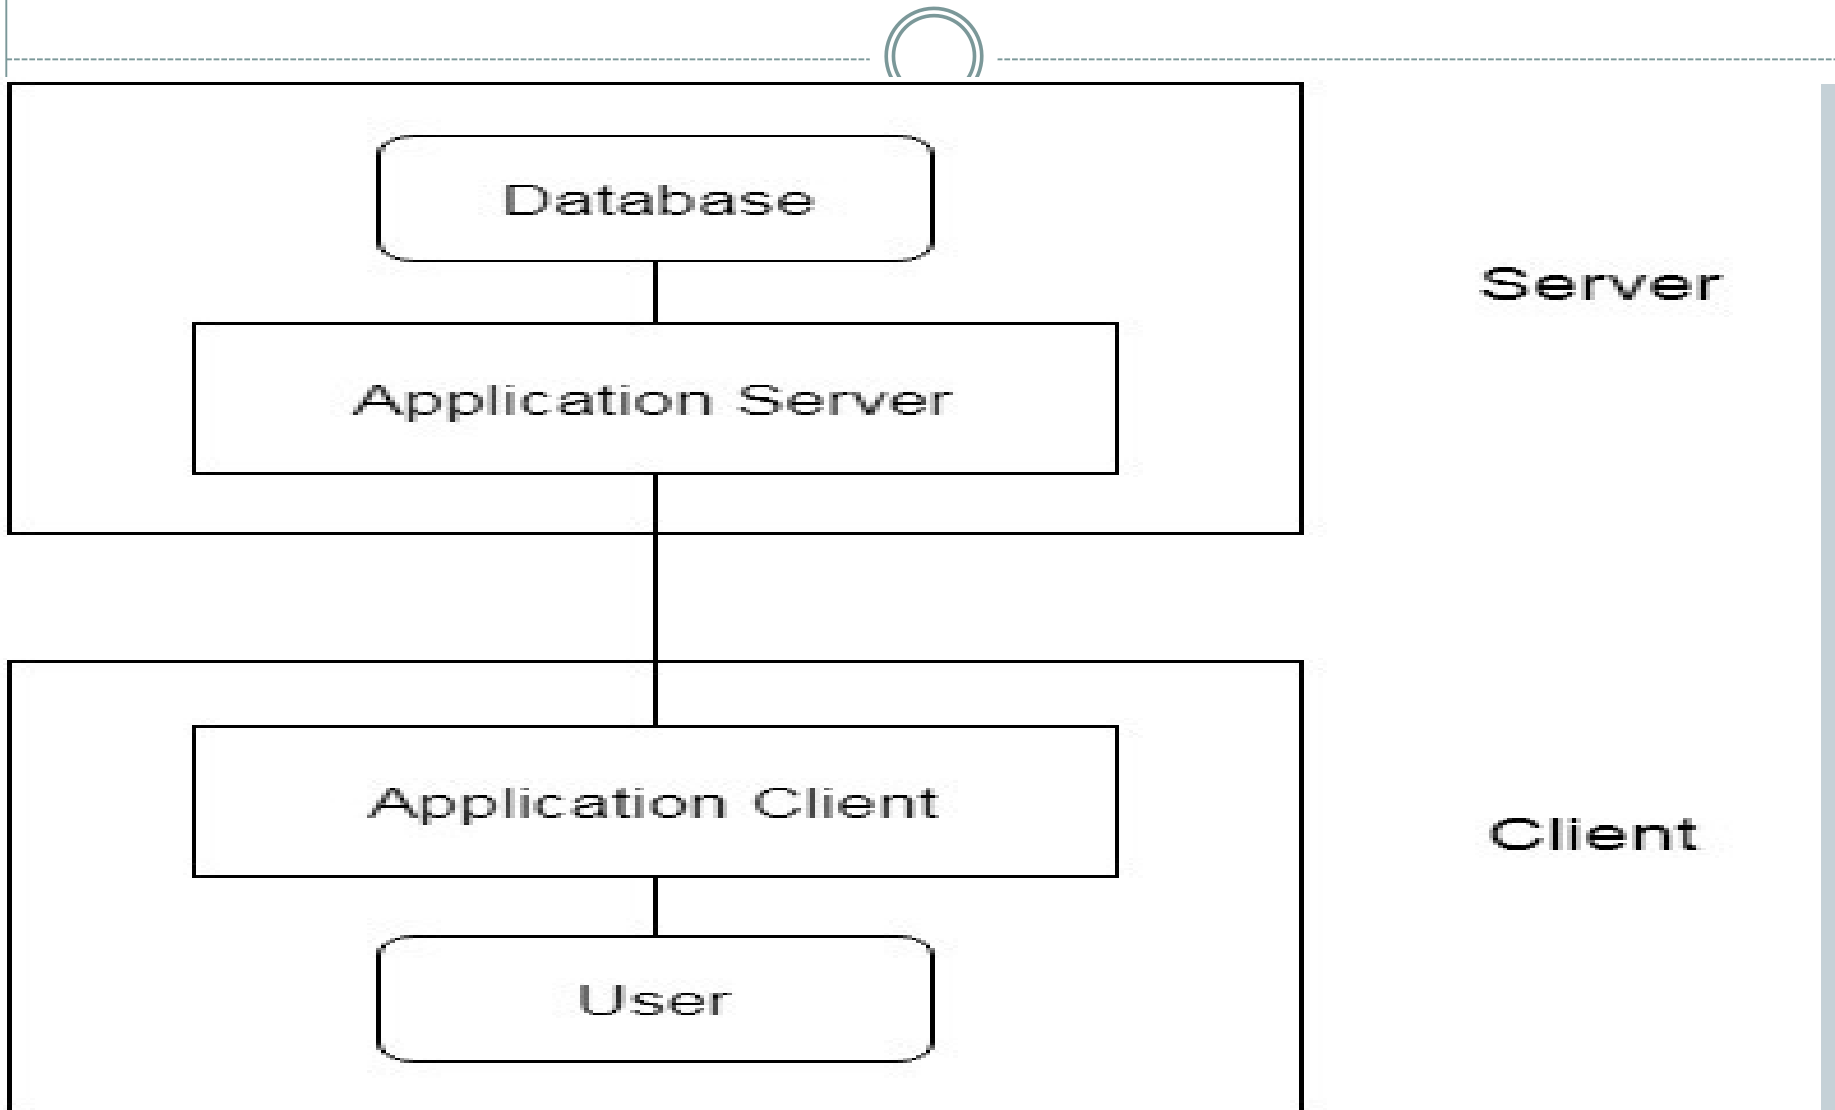 Database
Server
Application Server
Application Client
Client
User